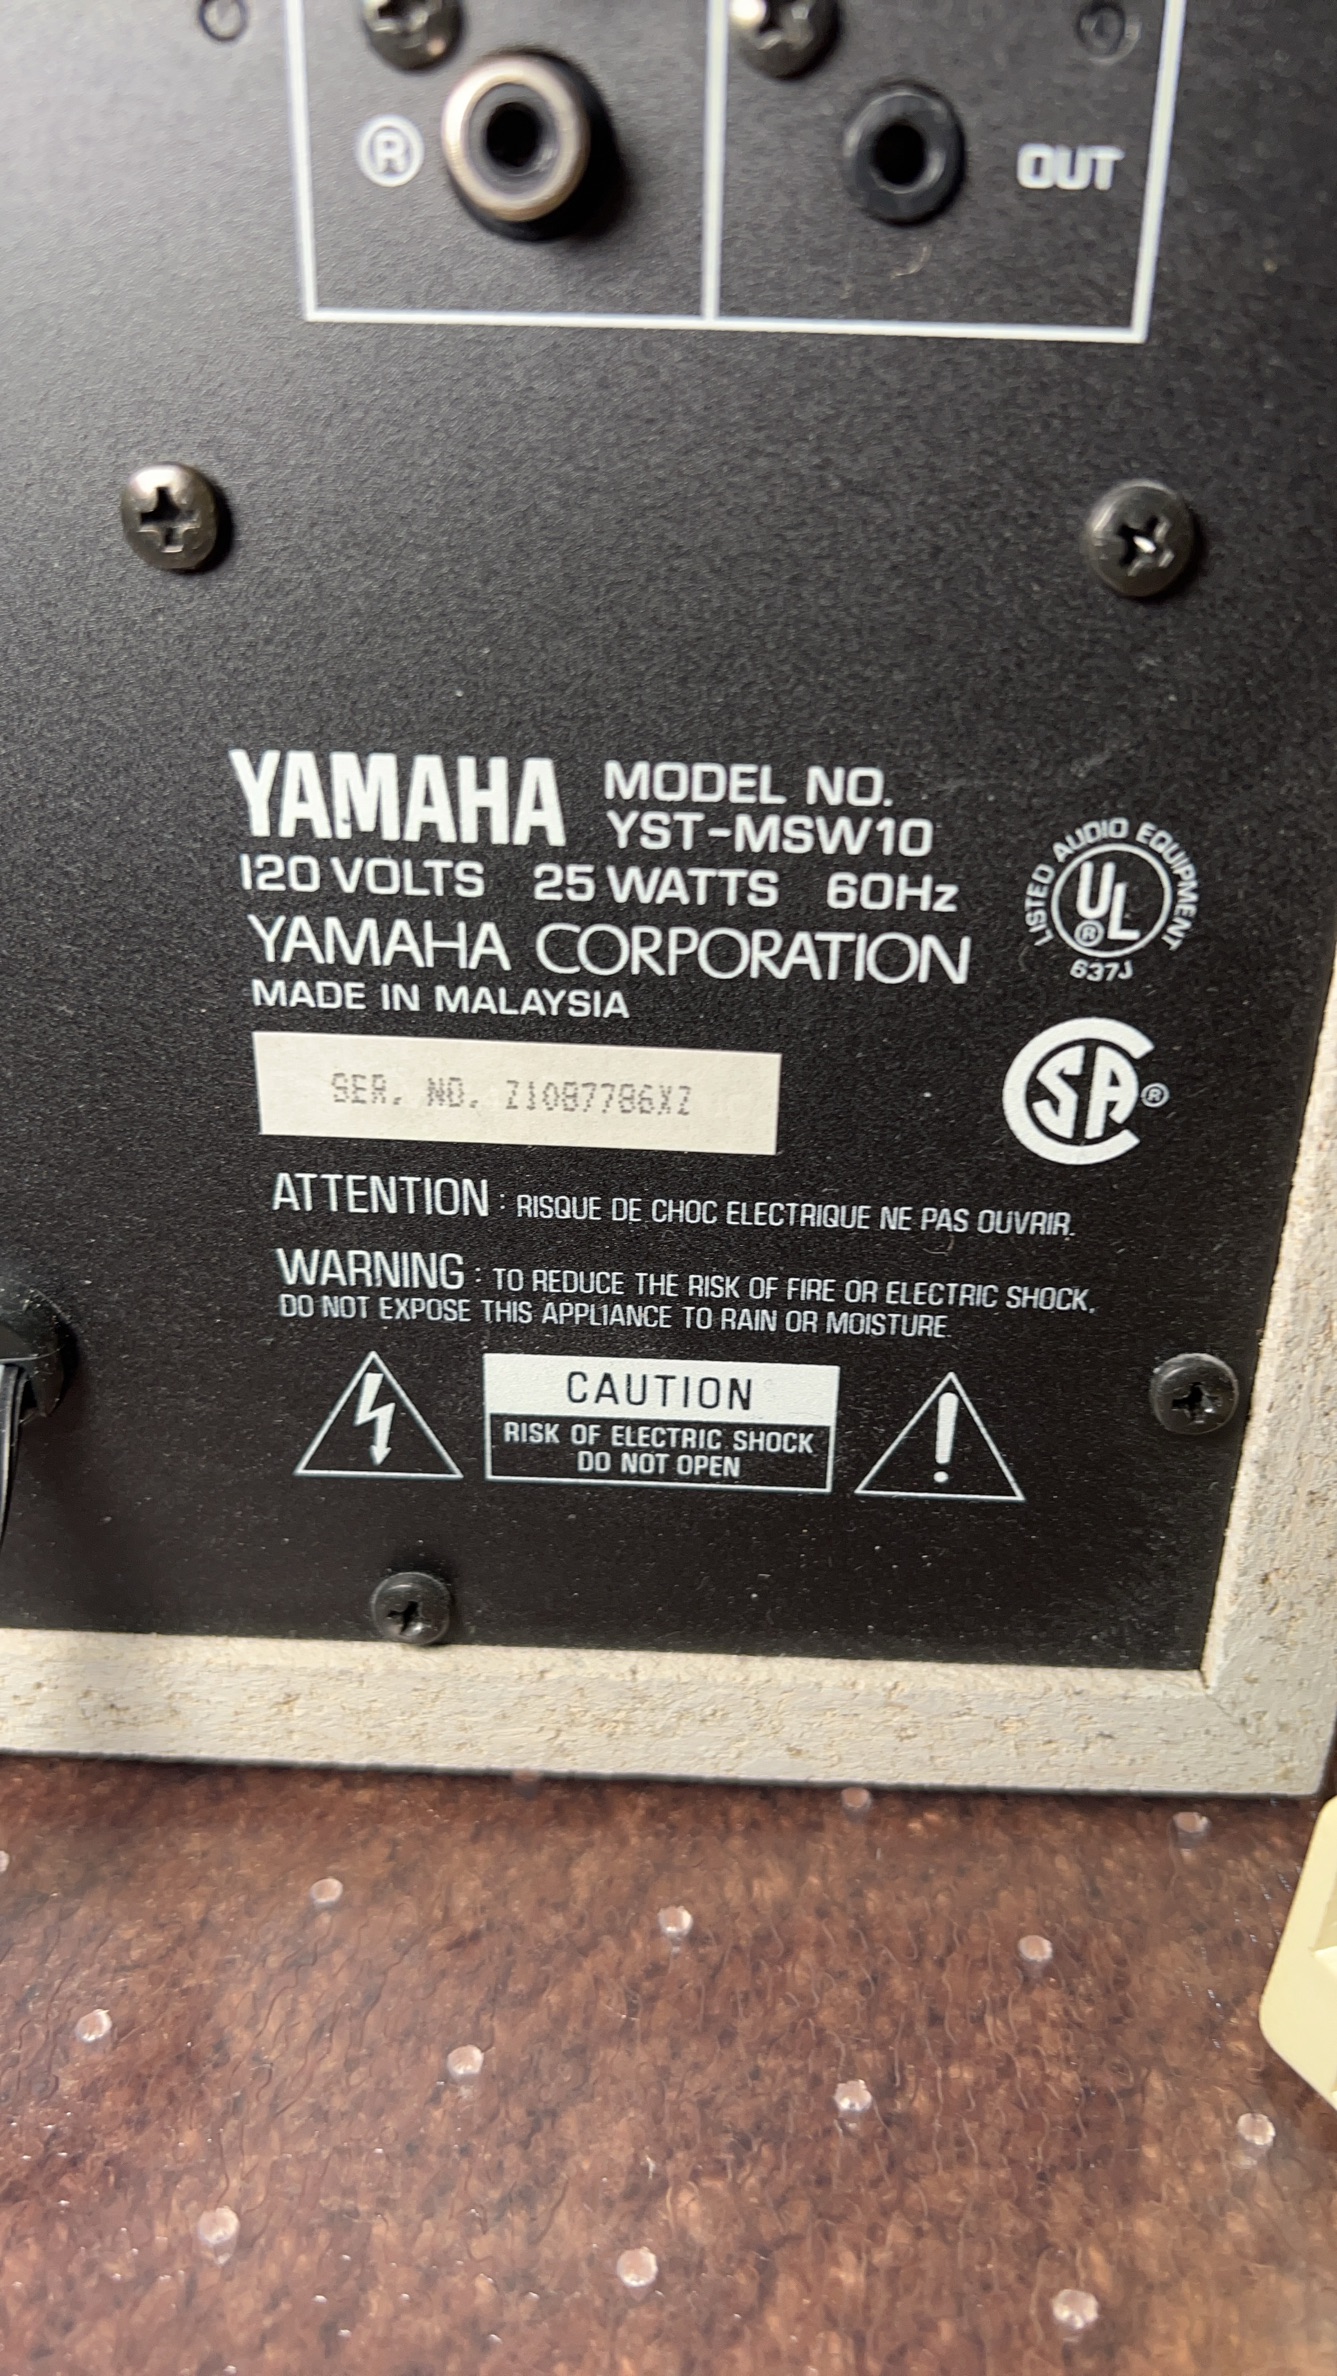 ® OUT
YAMAHA MODEL NO.
YST-MSW10
120 VOLTS 25 WATTS 60Hz
YAMAHA CORPORATION
MADE IN MALAYSIA
LISTED AUDIO EQUIPMENT
UL ®
637J
SER. NO. Z1087786XZ
SA ®
ATTENTION : RISQUE DE CHOC ELECTRIQUE NE PAS OUVRIR.
WARNING : TO REDUCE THE RISK OF FIRE OR ELECTRIC SHOCK,
DO NOT EXPOSE THIS APPLIANCE TO RAIN OR MOISTURE.
CAUTION
RISK OF ELECTRIC SHOCK
DO NOT OPEN